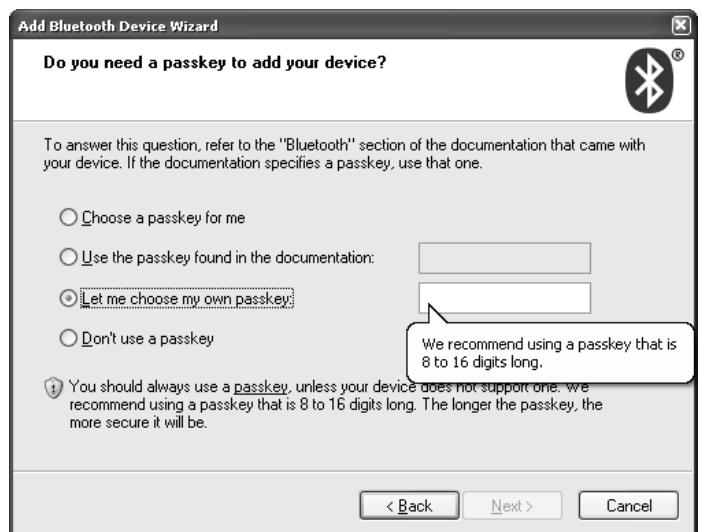 Add Bluetooth Device Wizard
Do you need a passkey to add your device?
®
To answer this question, refer to the "Bluetooth" section of the documentation that came with
your device. If the documentation specifies a passkey, use that one.
Choose a passkey for me
Use the passkey found in the documentation:
Let me choose my own passkey:
Don't use a passkey
We recommend using a passkey that is
8 to 16 digits long.
You should always use a passkey, unless your device does not support one. We
recommend using a passkey that is 8 to 16 digits long. The longer the passkey, the
more secure it will be.
< Back
Next >
Cancel